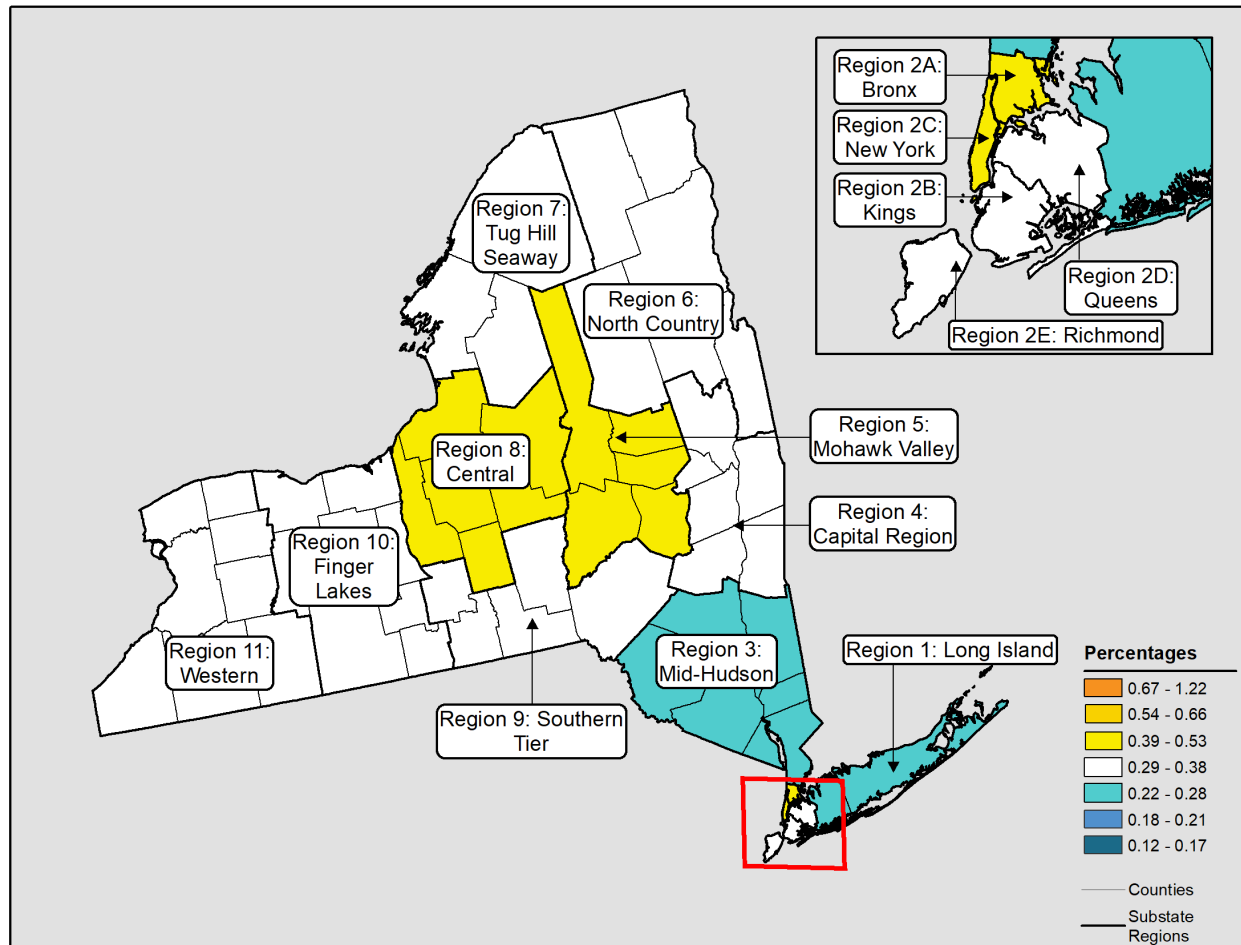 Region 2A:
Bronx
Region 2C:
New York
Region 2B:
Kings
Region 2D:
Queens
Region 2E: Richmond
Region 7:
Tug Hill
Seaway
Region 6:
North Country
Region 5:
Mohawk Valley
Region 8:
Central
Region 4:
Capital Region
Region 10:
Finger
Lakes
Region 11:
Western
Region 3:
Mid-Hudson
Region 1: Long Island
Region 9: Southern
Tier
Percentages
0.67 - 1.22
0.54 - 0.66
0.39 - 0.53
0.29 - 0.38
0.22 - 0.28
0.18 - 0.21
0.12 - 0.17
Counties
Substate
Regions